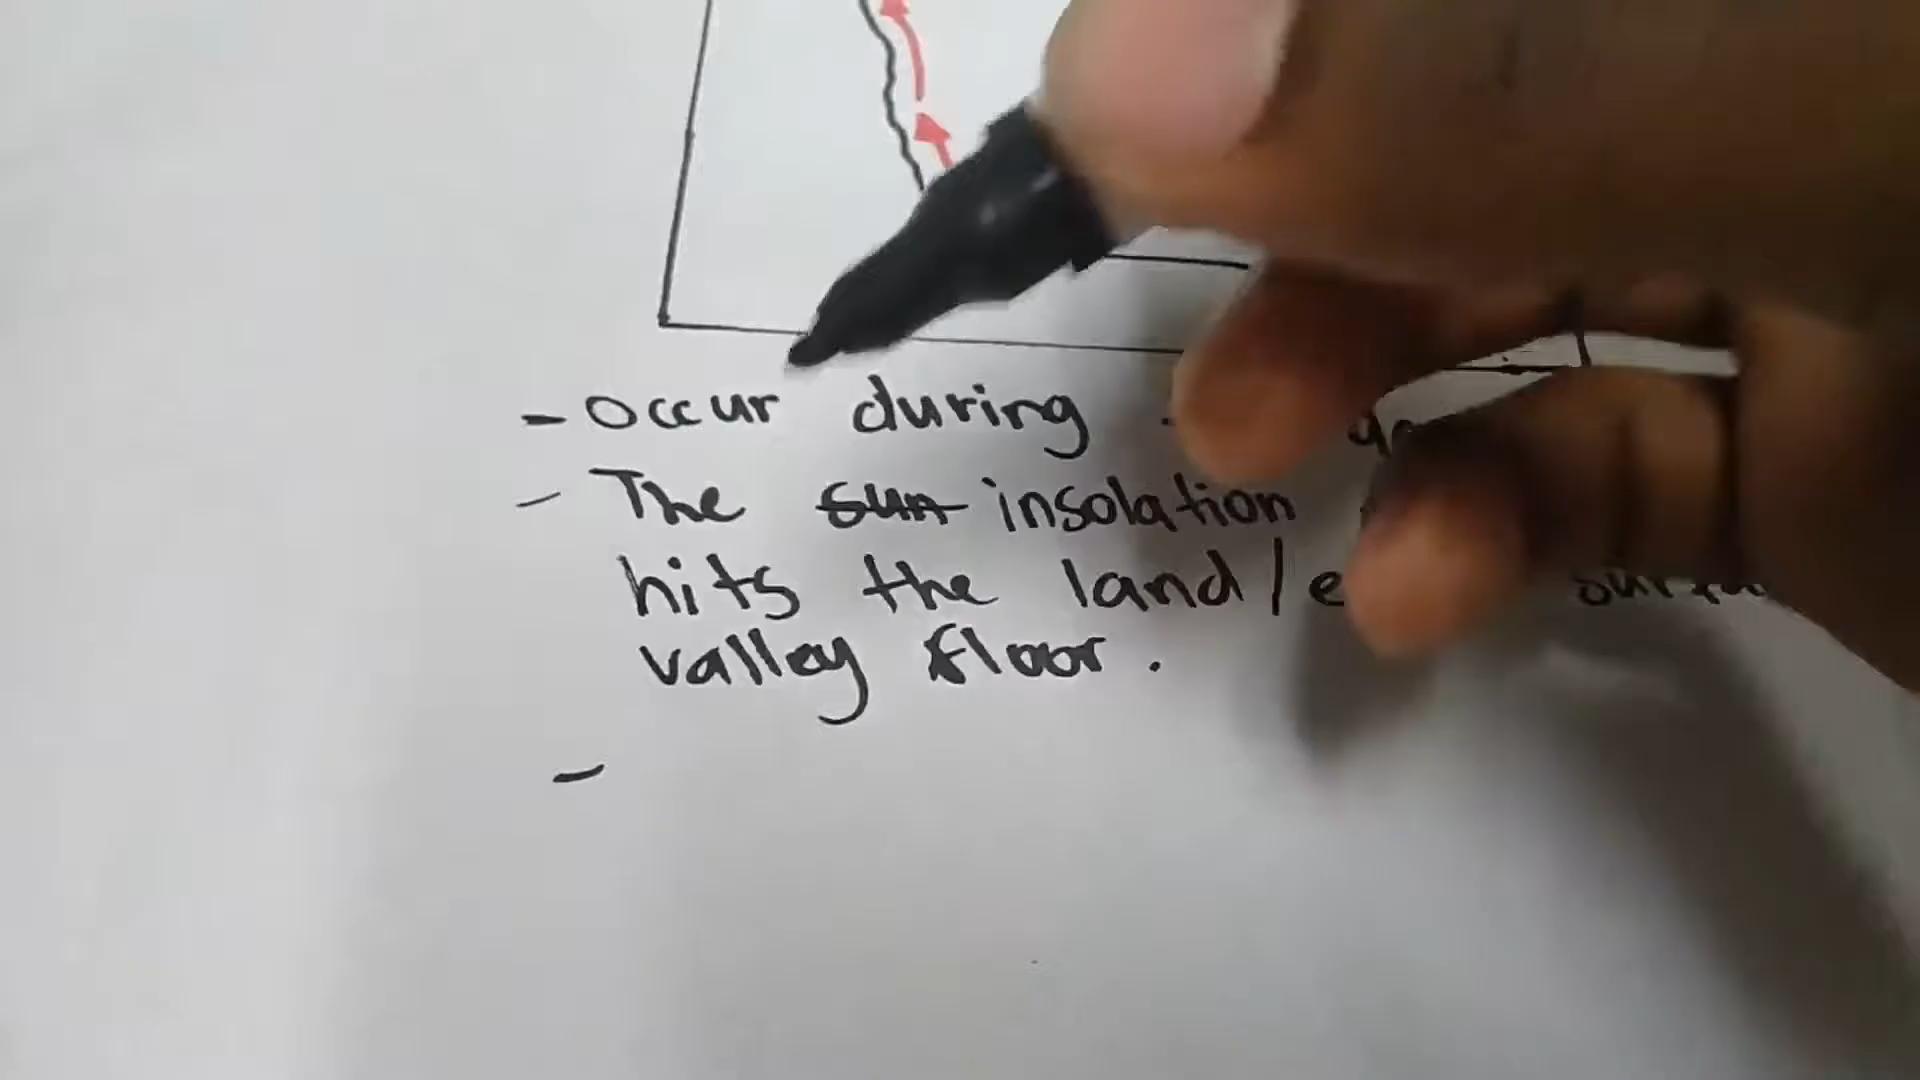 - Occur during
- The sun insolation
hits the land/
valley floor.
-